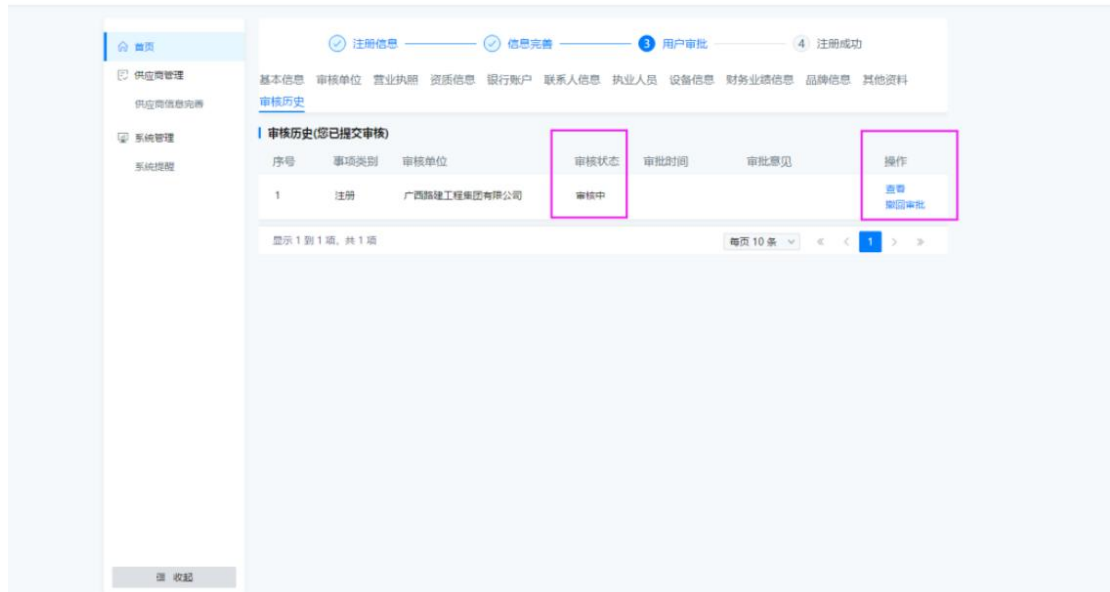 首页
供应商管理
供应商信息完善
系统管理
系统提醒
收起
注册信息 信息完善 3 用户审批 4 注册成功
基本信息 审核单位 营业执照 资质信息 银行账户 联系人信息 执业人员 设备信息 财务业绩信息 品牌信息 其他资料
审核历史
审核历史(您已提交审核)
序号 事项类别 审核单位 审核状态 审批时间 审批意见 操作
1 注册 广西路建工程集团有限公司 审核中 查看
撤回审批
显示 1 到 1 项，共 1 项 每页 10 条 « < 1 > »